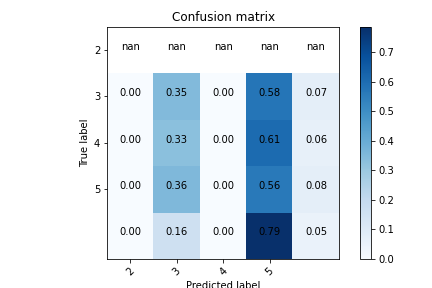 Confusion matrix
2 nan nan nan nan nan 0.7
3 0.00 0.35 0.00 0.58 0.07 0.6
0.5
4 0.00 0.33 0.00 0.61 0.06 0.4
0.3
5 0.00 0.36 0.00 0.56 0.08 0.2
0.1
0.00 0.16 0.00 0.79 0.05 0.0
True label
2 3 4 5
Predicted label